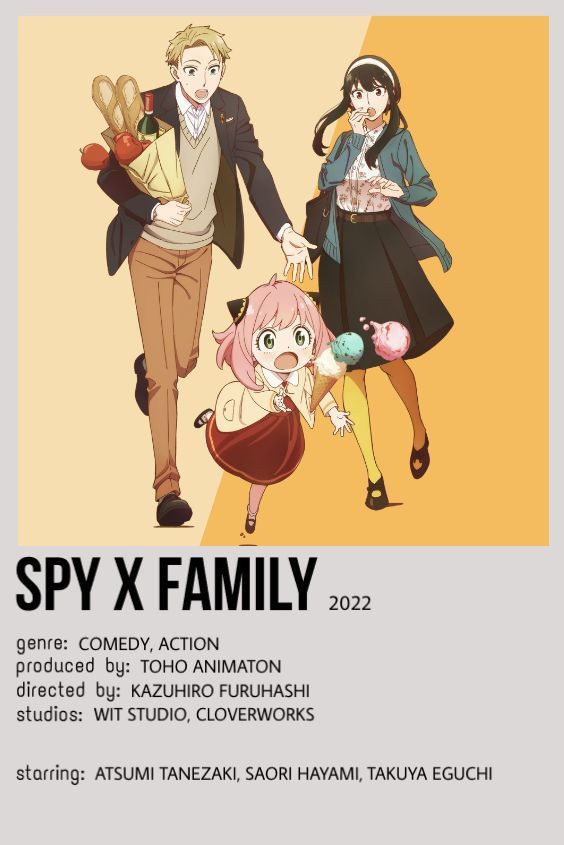 SPY X FAMILY 2022
genre: COMEDY, ACTION
produced by: TOHO ANIMATON
directed by: KAZUHIRO FURUHASHI
studios: WIT STUDIO, CLOVERWORKS
starring: ATSUMI TANEZAKI, SAORI HAYAMI, TAKUYA EGUCHI